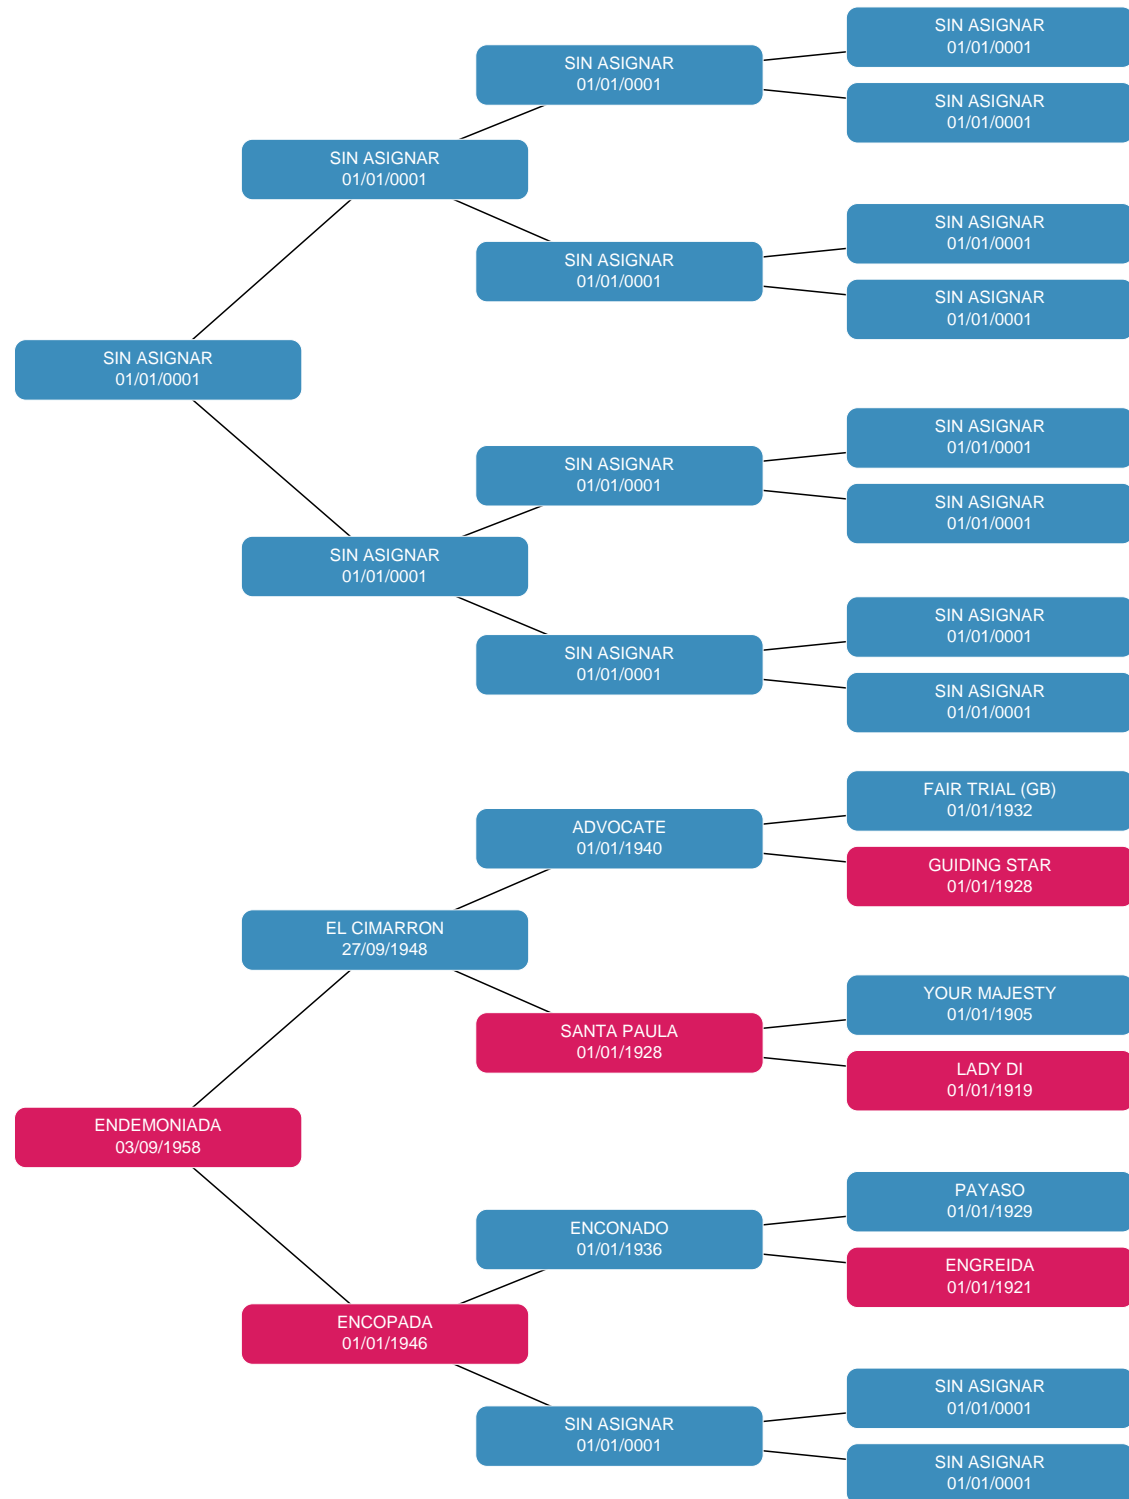 SIN ASIGNAR
01/01/0001
SIN ASIGNAR
01/01/0001
SIN ASIGNAR
01/01/0001
SIN ASIGNAR
01/01/0001
SIN ASIGNAR
01/01/0001
SIN ASIGNAR
01/01/0001
SIN ASIGNAR
01/01/0001
SIN ASIGNAR
01/01/0001
SIN ASIGNAR
01/01/0001
SIN ASIGNAR
01/01/0001
SIN ASIGNAR
01/01/0001
SIN ASIGNAR
01/01/0001
SIN ASIGNAR
01/01/0001
SIN ASIGNAR
01/01/0001
SIN ASIGNAR
01/01/0001
FAIR TRIAL (GB)
01/01/1932
ADVOCATE
01/01/1940
GUIDING STAR
01/01/1928
EL CIMARRON
27/09/1948
YOUR MAJESTY
01/01/1905
SANTA PAULA
01/01/1928
LADY DI
01/01/1919
ENDEMONIADA
03/09/1958
PAYASO
01/01/1929
ENCONADO
01/01/1936
ENGREIDA
01/01/1921
ENCOPADA
01/01/1946
SIN ASIGNAR
01/01/0001
SIN ASIGNAR
01/01/0001
SIN ASIGNAR
01/01/0001